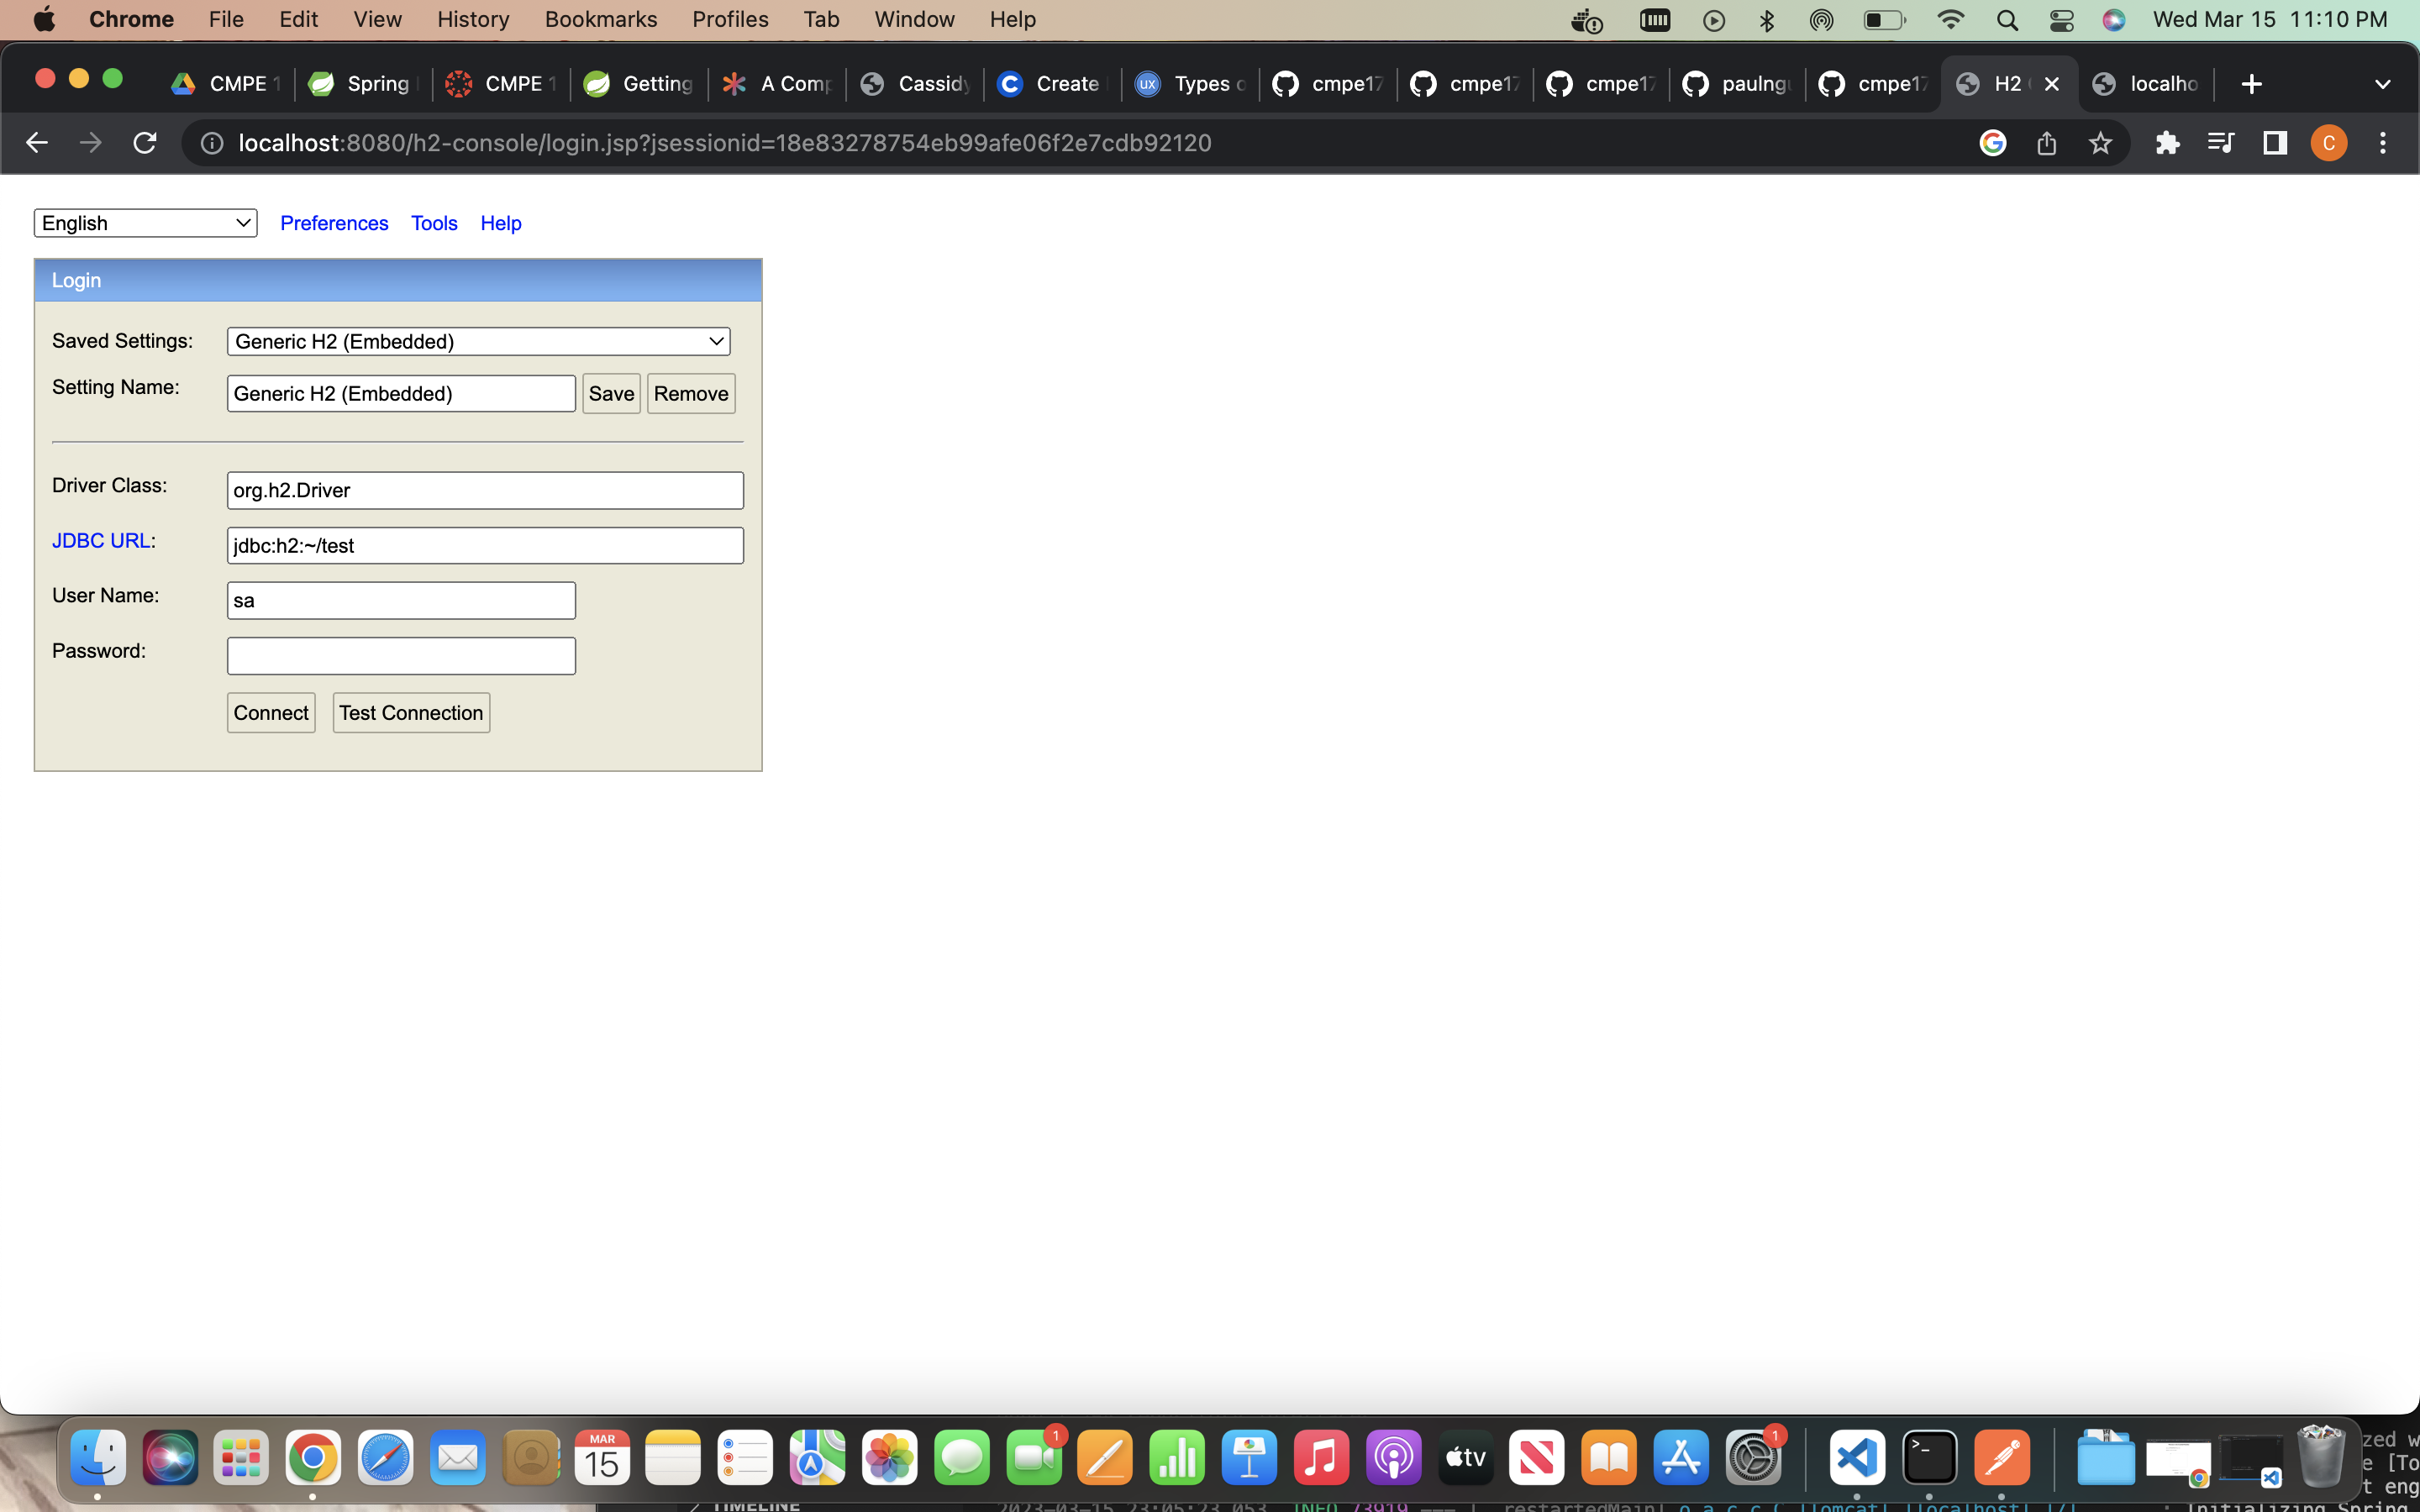 Chrome File Edit View History Bookmarks Profiles Tab Window Help Wed Mar 15 11:10 PM
CMPE 1 Spring CMPE 1 Getting A Comp Cassidy Create Types o cmpe17 cmpe17 cmpe17 paulngu cmpe17 H2 localho
localhost:8080/h2-console/login.jsp?jsessionid=18e83278754eb99afe06f2e7cdb92120 C
English Preferences Tools Help
Login
Saved Settings: Generic H2 (Embedded)
Setting Name: Generic H2 (Embedded) Save Remove
Driver Class: org.h2.Driver
JDBC URL: jdbc:h2:~/test
User Name: sa
Password:
Connect Test Connection
MAR
15
1
tv
1
zed w
e [To
t eng
TIMELINE 2023-03-15 23:05:23.053 INFO 73919 --- [ restartedMain] o.a.c.c.C.[Tomcat].[localhost].[/] : Initializing Spring